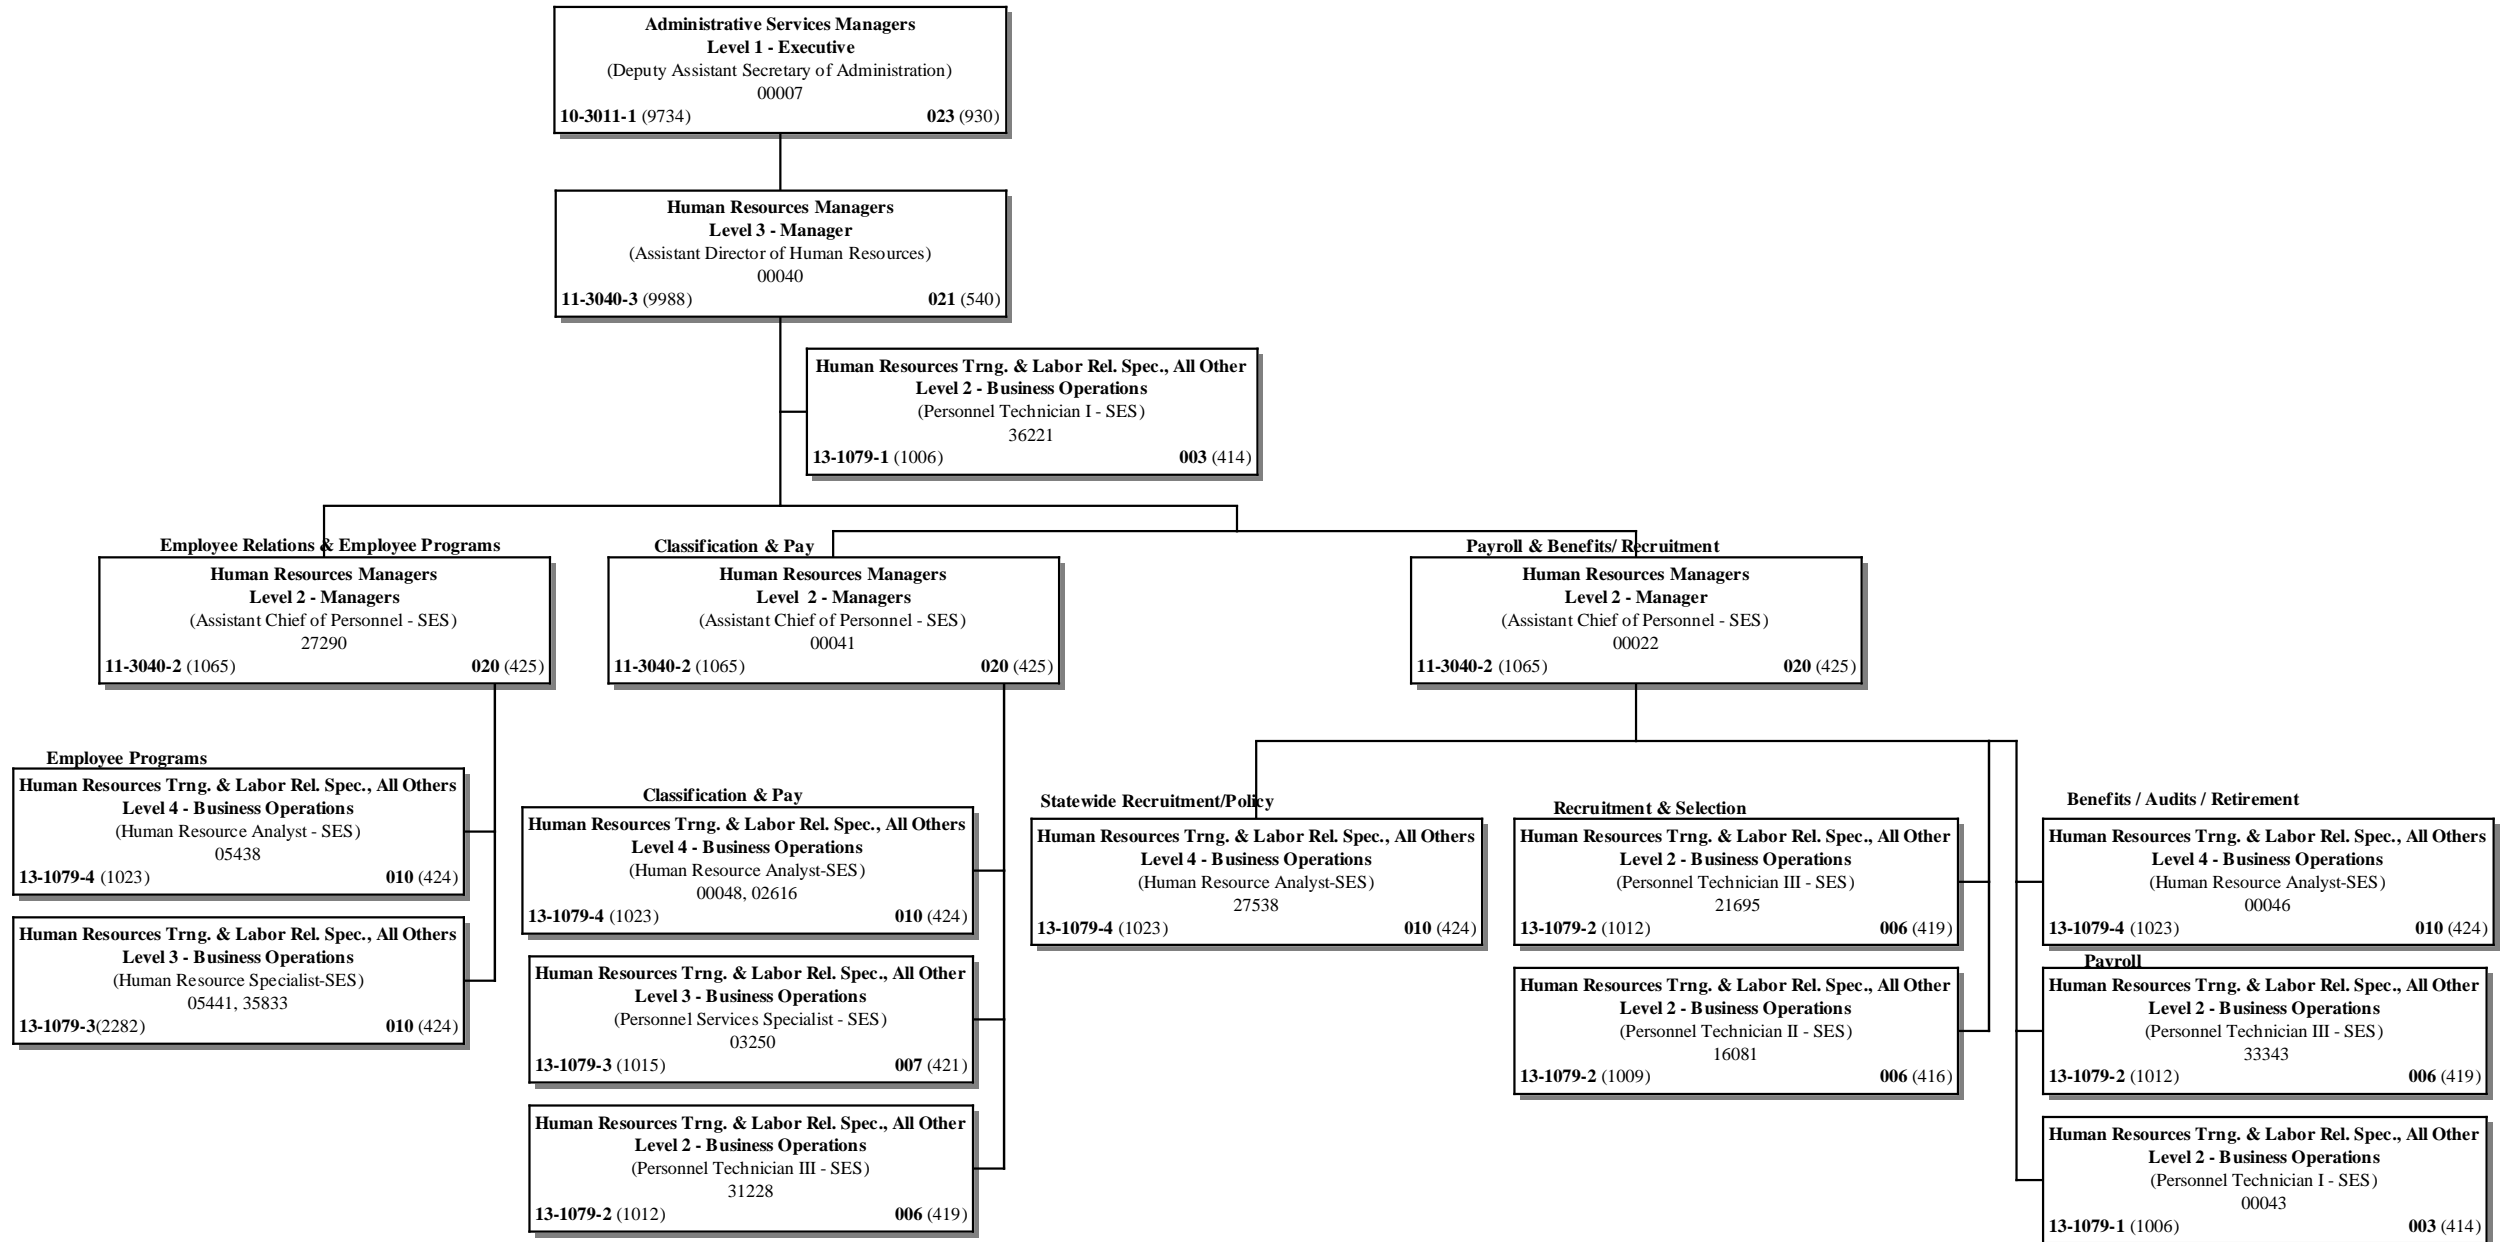 Administrative Services Managers
Level 1 - Executive
(Deputy Assistant Secretary of Administration)
00007
10-3011-1 (9734) 023 (930)
Human Resources Managers
Level 3 - Manager
(Assistant Director of Human Resources)
00040
11-3040-3 (9988) 021 (540)
Human Resources Trng. & Labor Rel. Spec., All Other
Level 2 - Business Operations
(Personnel Technician I - SES)
36221
13-1079-1 (1006) 003 (414)
Employee Relations & Employee Programs
Human Resources Managers
Level 2 - Managers
(Assistant Chief of Personnel - SES)
27290
11-3040-2 (1065) 020 (425)
Classification & Pay
Human Resources Managers
Level 2 - Managers
(Assistant Chief of Personnel - SES)
00041
11-3040-2 (1065) 020 (425)
Payroll & Benefits/ Recruitment
Human Resources Managers
Level 2 - Manager
(Assistant Chief of Personnel - SES)
00022
11-3040-2 (1065) 020 (425)
Employee Programs
Human Resources Trng. & Labor Rel. Spec., All Others
Level 4 - Business Operations
(Human Resource Analyst - SES)
05438
13-1079-4 (1023) 010 (424)
Human Resources Trng. & Labor Rel. Spec., All Others
Level 3 - Business Operations
(Human Resource Specialist-SES)
05441, 35833
13-1079-3(2282) 010 (424)
Classification & Pay
Human Resources Trng. & Labor Rel. Spec., All Others
Level 4 - Business Operations
(Human Resource Analyst-SES)
00048, 02616
13-1079-4 (1023) 010 (424)
Human Resources Trng. & Labor Rel. Spec., All Other
Level 3 - Business Operations
(Personnel Services Specialist - SES)
03250
13-1079-3 (1015) 007 (421)
Human Resources Trng. & Labor Rel. Spec., All Other
Level 2 - Business Operations
(Personnel Technician III - SES)
31228
13-1079-2 (1012) 006 (419)
Statewide Recruitment/Policy
Human Resources Trng. & Labor Rel. Spec., All Others
Level 4 - Business Operations
(Human Resource Analyst-SES)
27538
13-1079-4 (1023) 010 (424)
Recruitment & Selection
Human Resources Trng. & Labor Rel. Spec., All Other
Level 2 - Business Operations
(Personnel Technician III - SES)
21695
13-1079-2 (1012) 006 (419)
Human Resources Trng. & Labor Rel. Spec., All Other
Level 2 - Business Operations
(Personnel Technician II - SES)
16081
13-1079-2 (1009) 006 (416)
Benefits / Audits / Retirement
Human Resources Trng. & Labor Rel. Spec., All Others
Level 4 - Business Operations
(Human Resource Analyst-SES)
00046
13-1079-4 (1023) 010 (424)
Payroll
Human Resources Trng. & Labor Rel. Spec., All Other
Level 2 - Business Operations
(Personnel Technician III - SES)
33343
13-1079-2 (1012) 006 (419)
Human Resources Trng. & Labor Rel. Spec., All Other
Level 2 - Business Operations
(Personnel Technician I - SES)
00043
13-1079-1 (1006) 003 (414)